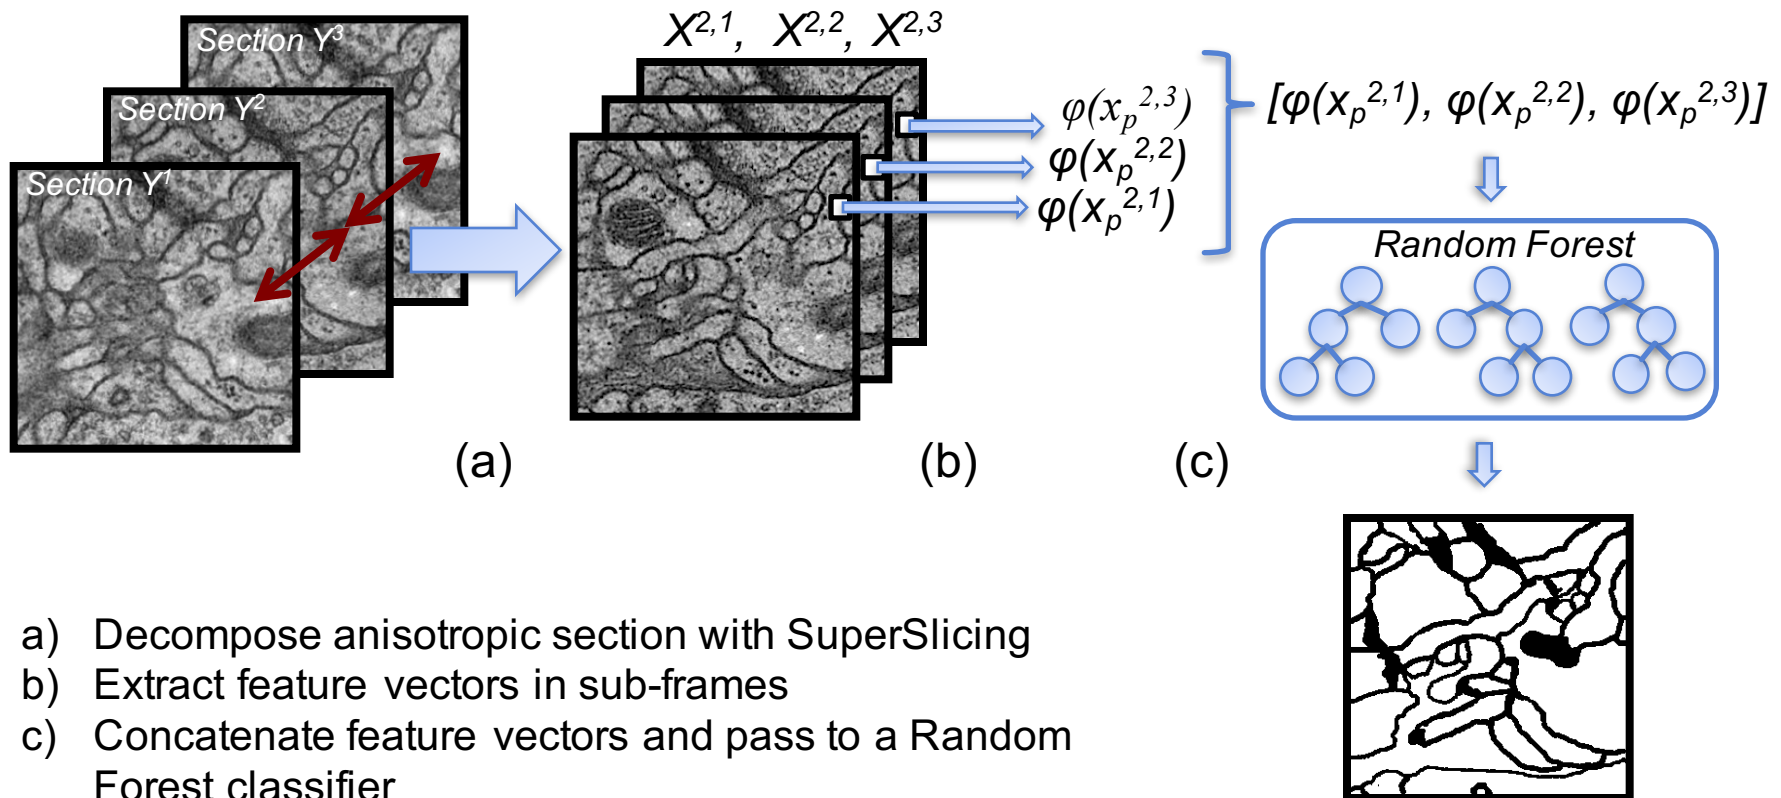 Section Y³
Section Y²
Section Y¹
X²,¹, X²,², X²,³
φ(xₚ²,³)
φ(xₚ²,²)
φ(xₚ²,¹)
[φ(xₚ²,¹), φ(xₚ²,²), φ(xₚ²,³)]
Random Forest
(a)
(b)
(c)
a) Decompose anisotropic section with SuperSlicing
b) Extract feature vectors in sub-frames
c) Concatenate feature vectors and pass to a Random
Forest classifier